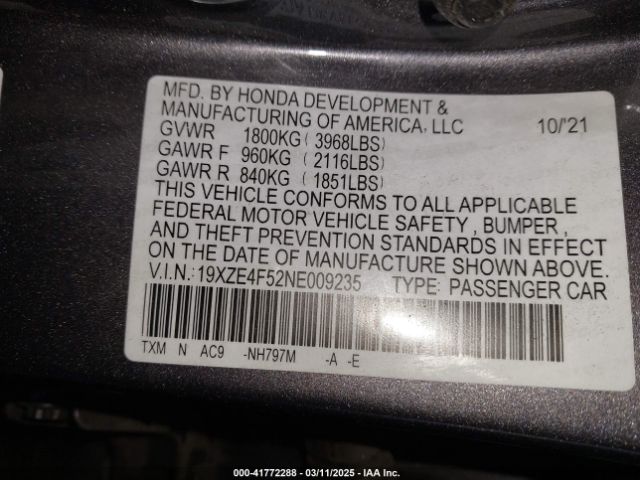 MFD. BY HONDA DEVELOPMENT &
MANUFACTURING OF AMERICA, LLC 10/'21
GVWR 1800KG ( 3968LBS)
GAWR F 960KG ( 2116LBS)
GAWR R 840KG ( 1851LBS)
THIS VEHICLE CONFORMS TO ALL APPLICABLE
FEDERAL MOTOR VEHICLE SAFETY , BUMPER ,
AND THEFT PREVENTION STANDARDS IN EFFECT
ON THE DATE OF MANUFACTURE SHOWN ABOVE.
V.I.N.:19XZE4F52NE009235 TYPE: PASSENGER CAR
TXM N AC9 -NH797M -A -E
000-41772288 - 03/11/2025 - IAA Inc.